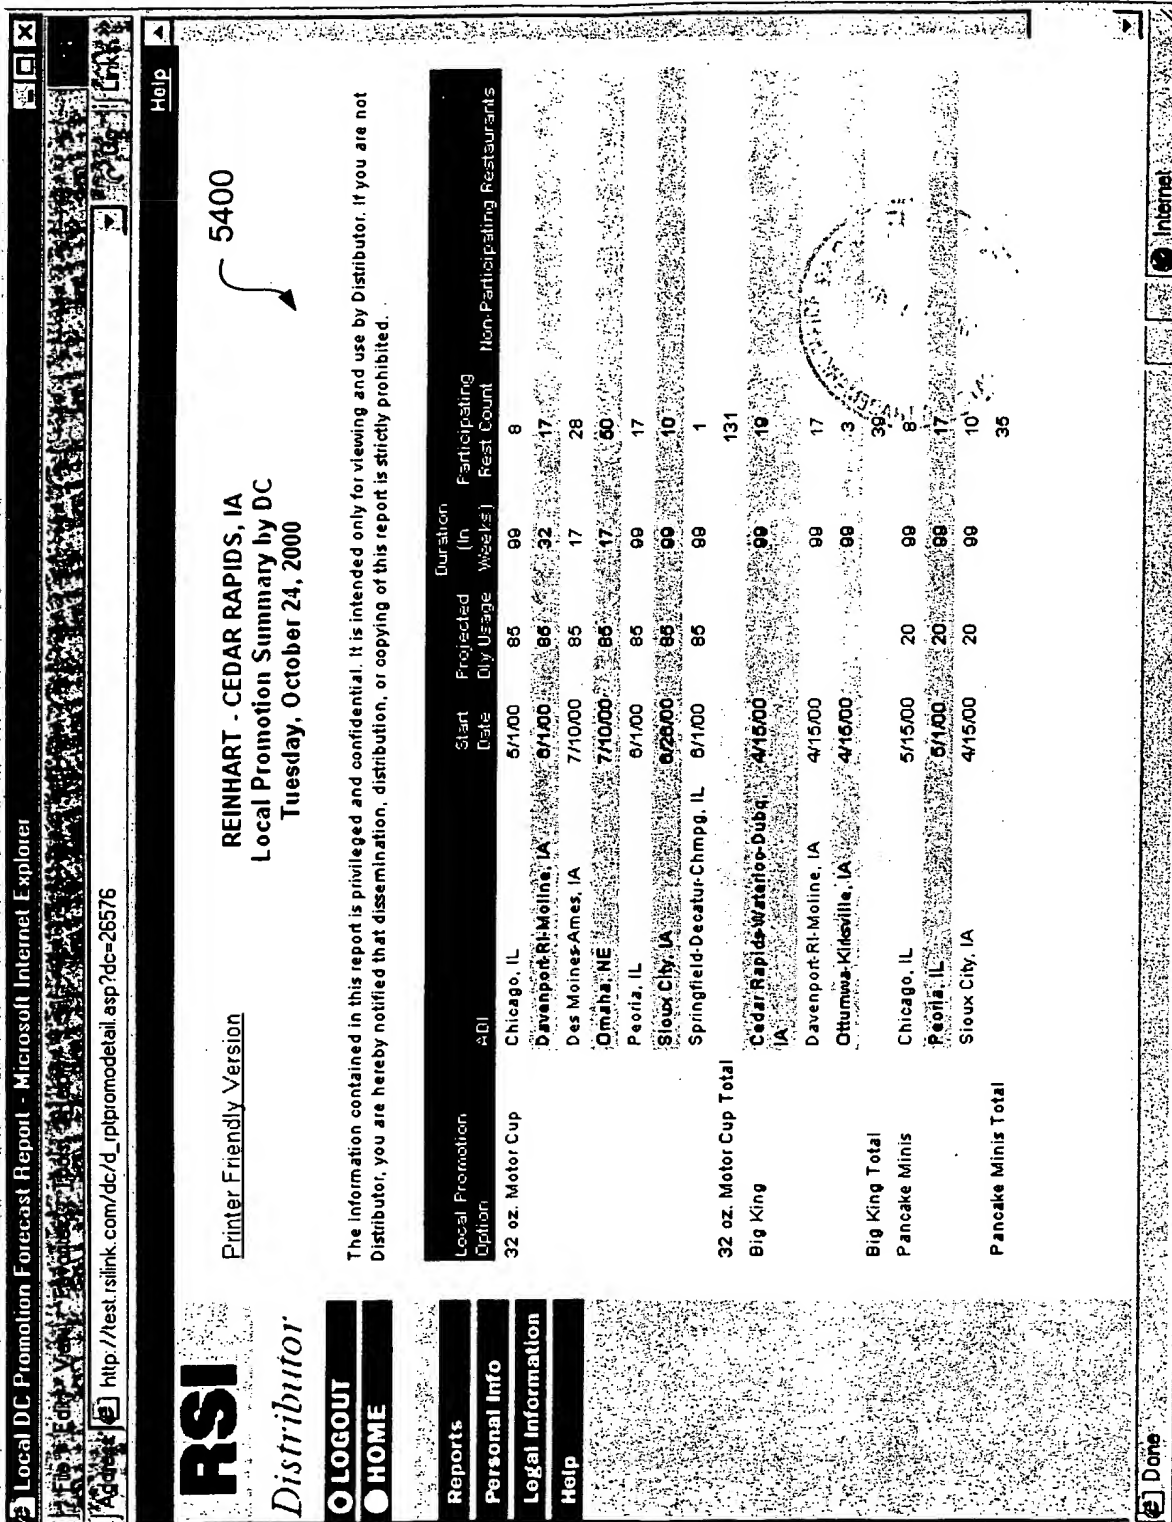 Local DC Promotion Forecast Report - Microsoft Internet Explorer
http://test.rsilink.com/dc/d_rptpromodetail.asp?dc=26576
Help
RSI
Distributor
LOGOUT
HOME
Reports
Personal Info
Legal Information
Help
Printer Friendly Version
REINHART - CEDAR RAPIDS, IA
Local Promotion Summary by DC
Tuesday, October 24, 2000
5400
The information contained in this report is privileged and confidential. It is intended only for viewing and use by Distributor. If you are not
Distributor, you are hereby notified that dissemination, distribution, or copying of this report is strictly prohibited.
Local Promotion Option ADI Start Date Projected Dly Usage Duration (In Weeks) Participating Rest Count Non-Participating Restaurants
32 oz. Motor Cup Chicago, IL 5/1/00 85 99 8
Davenport-RI-Moline, IA 6/1/00 85 32 17
Des Moines-Ames, IA 7/10/00 85 17 28
Omaha, NE 7/10/00 85 17 50
Peoria, IL 6/1/00 85 99 17
Sioux City, IA 6/26/00 85 99 10
Springfield-Decatur-Chmpg, IL 6/1/00 85 99 1
32 oz. Motor Cup Total 131
Big King Cedar Rapids-Waterloo-Dubq, IA 4/15/00 99 19
Davenport-RI-Moline, IA 4/15/00 99 17
Ottumwa-Kirksville, IA 4/15/00 99 3
Big King Total 39
Pancake Minis Chicago, IL 5/15/00 20 99 8
Peoria, IL 6/1/00 20 99 17
Sioux City, IA 4/15/00 20 99 10
Pancake Minis Total 35
Done
Internet